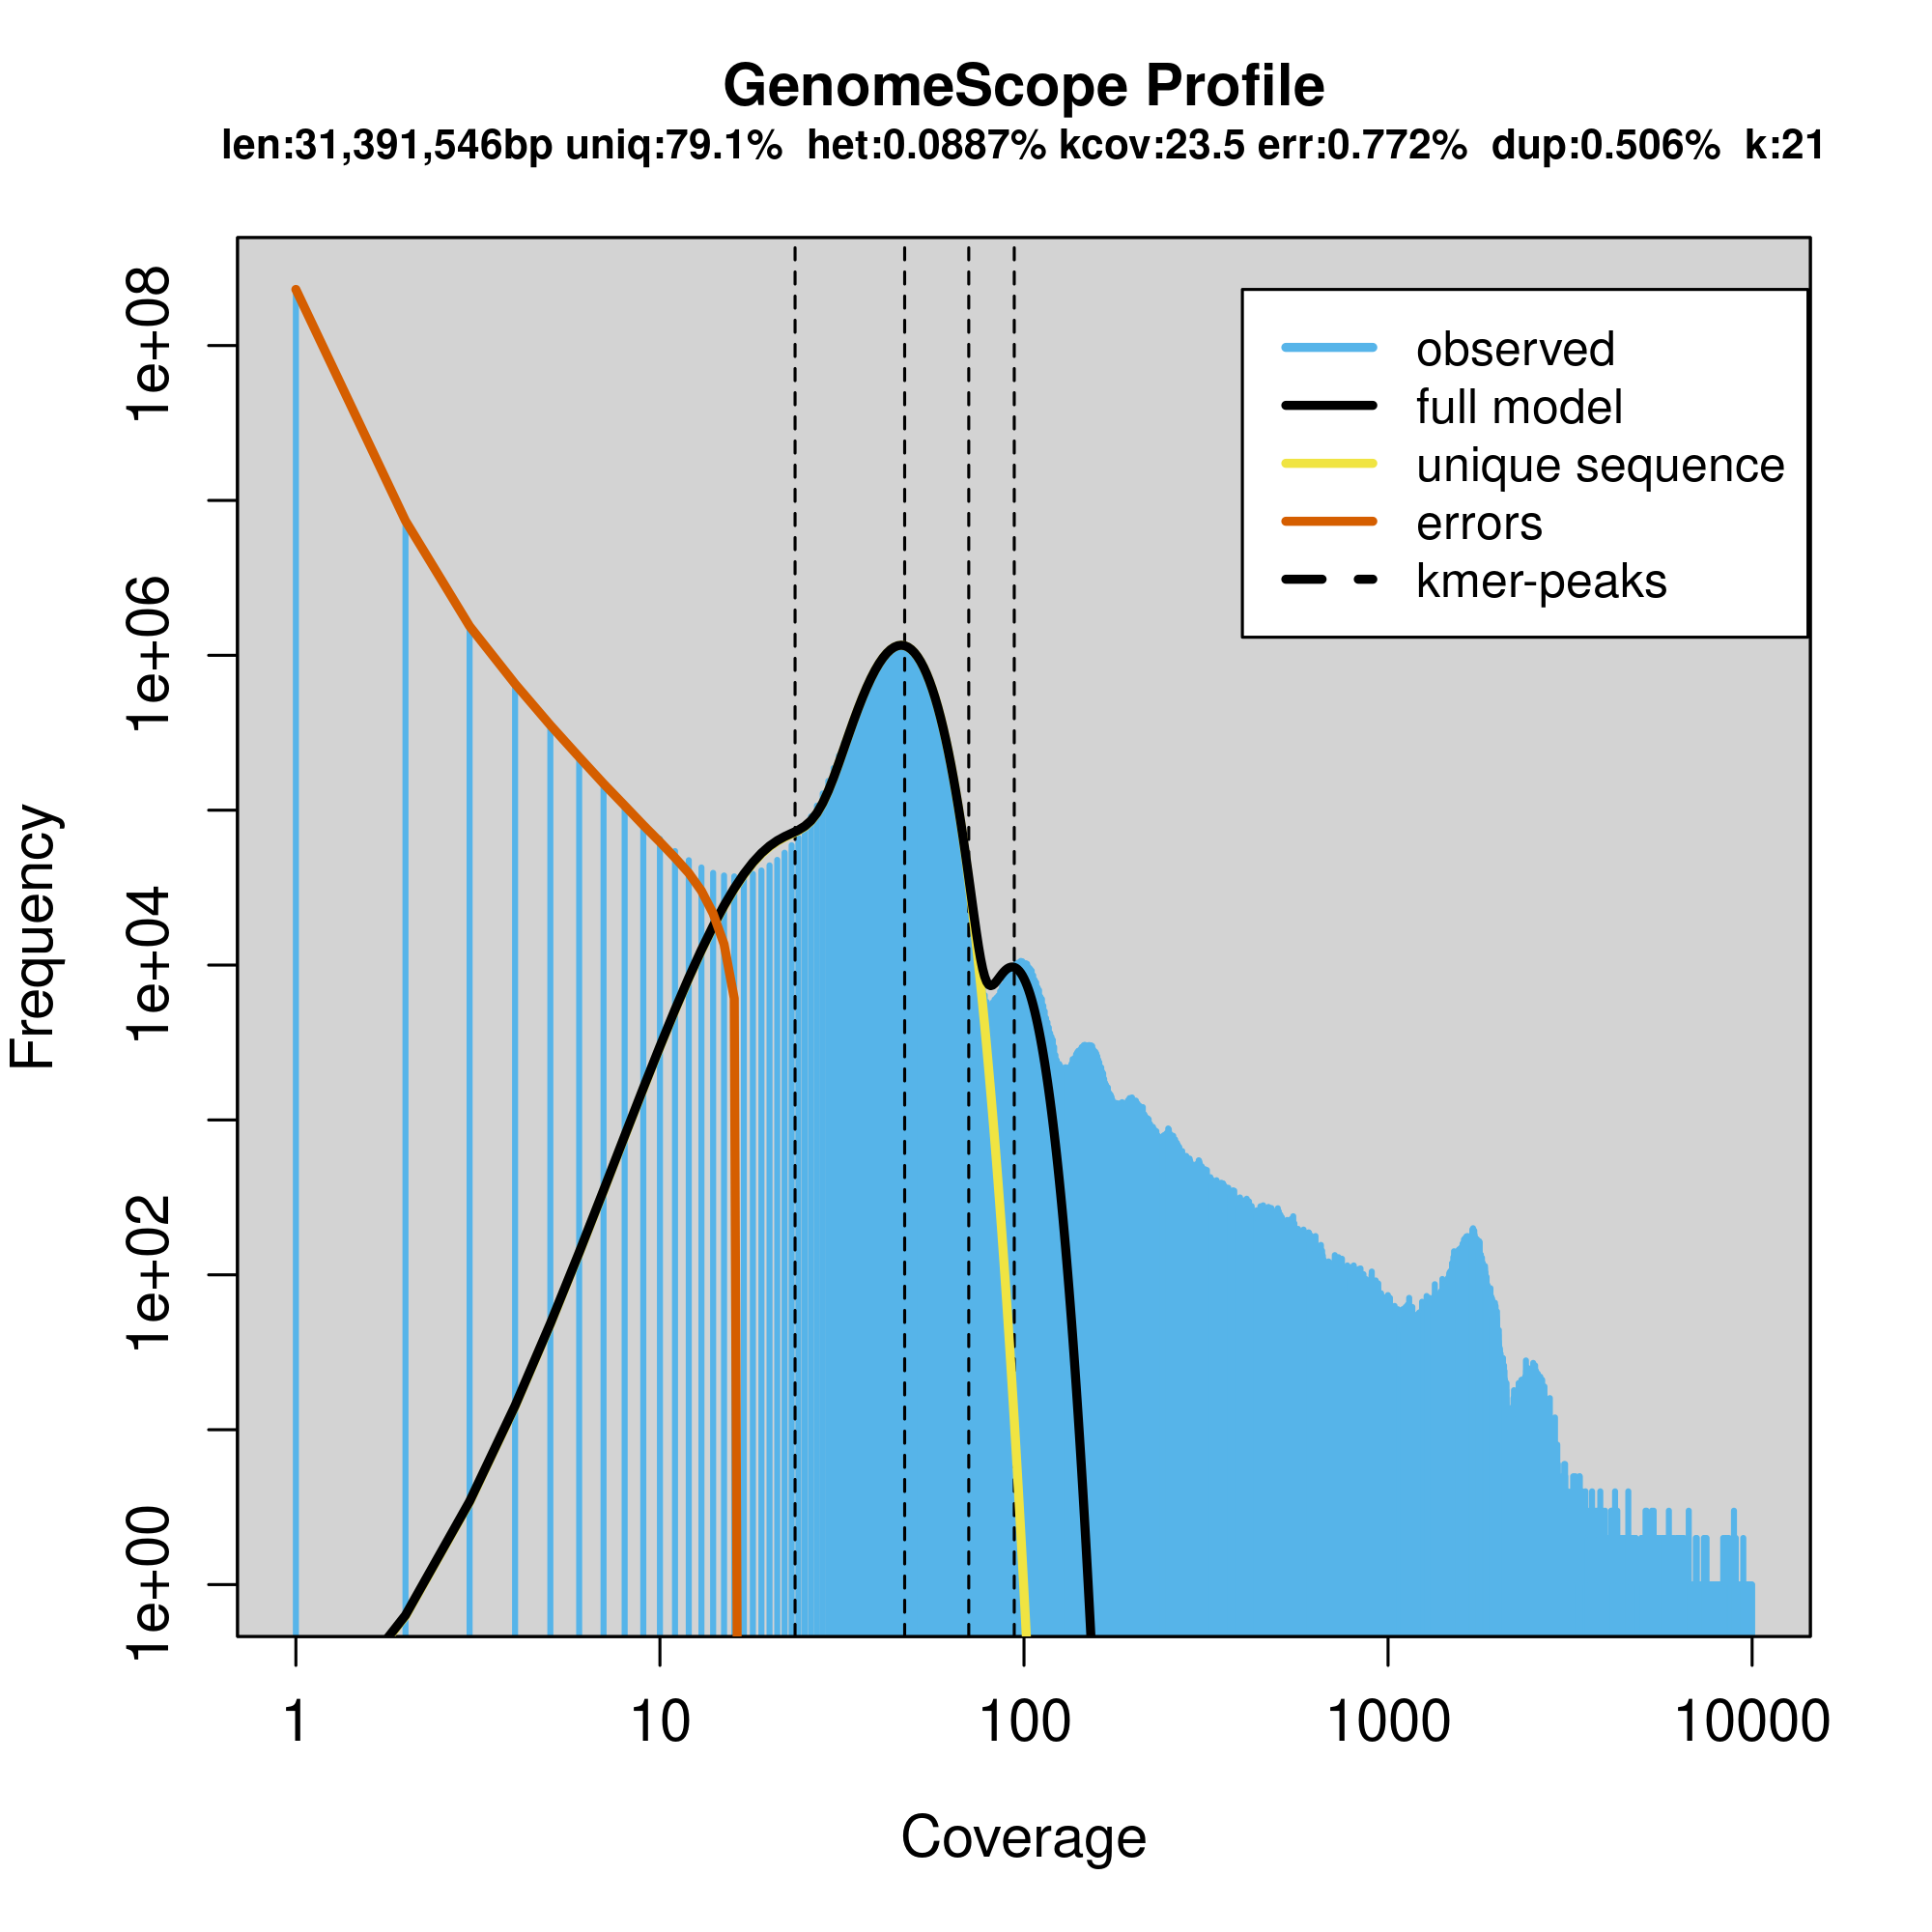 GenomeScope Profile
len:31,391,546bp uniq:79.1% het:0.0887% kcov:23.5 err:0.772% dup:0.506% k:21
observed
full model
unique sequence
errors
kmer-peaks
Frequency
1e+08
1e+06
1e+04
1e+02
1e+00
1 10 100 1000 10000
Coverage